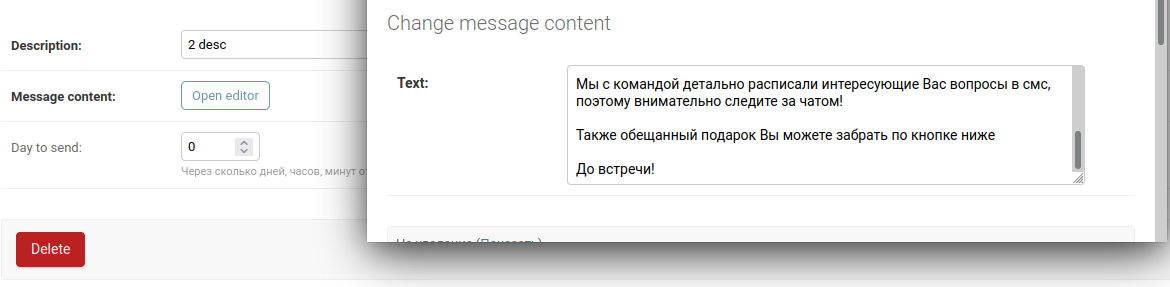 Description:
2 desc
Message content:
Open editor
Day to send:
0
Через сколько дней, часов, минут
Delete
Change message content
Text:
Мы с командой детально расписали интересующие Вас вопросы в смс,
поэтому внимательно следите за чатом!
Также обещанный подарок Вы можете забрать по кнопке ниже
До встречи!